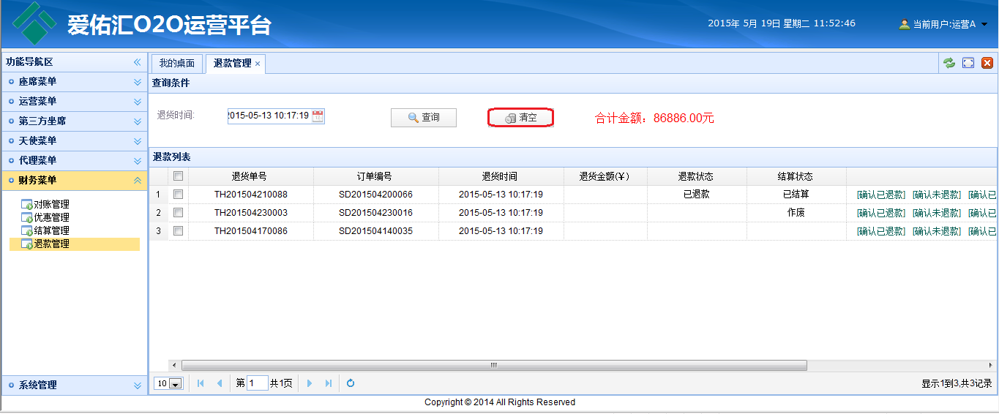 爱佑汇O2O运营平台
2015年 5月 19日 星期二 11:52:46
当前用户:运营A
功能导航区
座席菜单
运营菜单
第三方坐席
天使菜单
代理菜单
财务菜单
对账管理
优惠管理
结算管理
退款管理
系统管理
我的桌面 退款管理
查询条件
退货时间: 2015-05-13 10:17:19 查询 清空 合计金额：86886.00元
退款列表
退货单号 订单编号 退货时间 退货金额(￥) 退款状态 结算状态
1 TH201504210088 SD201504200066 2015-05-13 10:17:19 已退款 已结算 [确认已退款] [确认未退款] [确认已
2 TH201504230003 SD201504230016 2015-05-13 10:17:19 作废 [确认已退款] [确认未退款] [确认已
3 TH201504170086 SD201504140035 2015-05-13 10:17:19 [确认已退款] [确认未退款] [确认已
10 第 1 共1页 显示1到3,共3记录
Copyright © 2014 All Rights Reserved